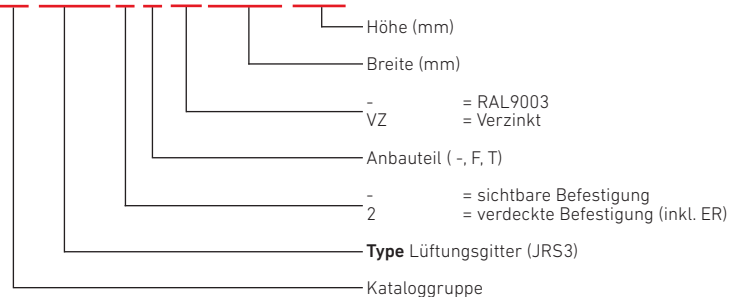 Höhe (mm)
Breite (mm)
- = RAL9003
VZ = Verzinkt
Anbauteil ( -, F, T)
- = sichtbare Befestigung
2 = verdeckte Befestigung (inkl. ER)
Type Lüftungsgitter (JRS3)
Kataloggruppe